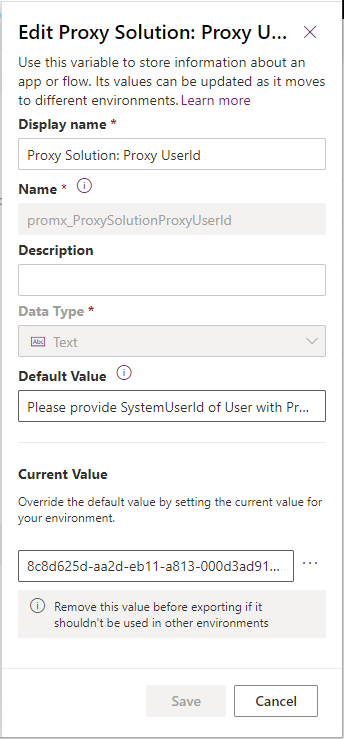 Edit Proxy Solution: Proxy U...
Use this variable to store information about an
app or flow. Its values can be updated as it moves
to different environments. Learn more
Display name *
Proxy Solution: Proxy UserId
Name *
promx_ProxySolutionProxyUserId
Description
Data Type *
Abc Text
Default Value
Please provide SystemUserId of User with Pr...
Current Value
Override the default value by setting the current value for
your environment.
8c8d625d-aa2d-eb11-a813-000d3ad91...
Remove this value before exporting if it
shouldn't be used in other environments
Save Cancel